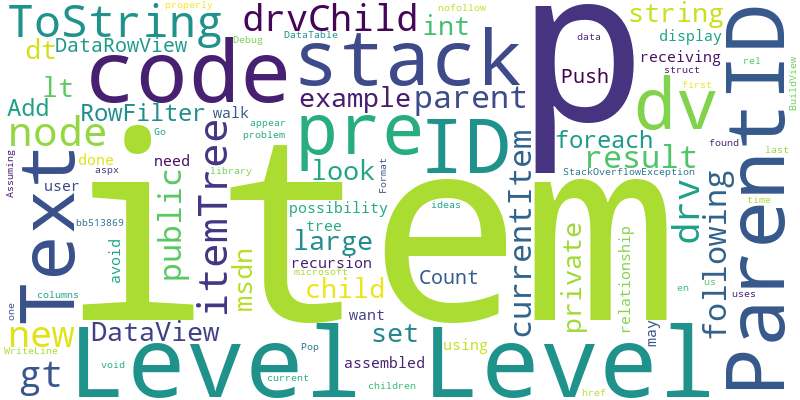 properly
nofollow
ToString
drvChild
int
string
dt
DataRowView
Debug
DataTable
data
display
code
stack
p
ParentID
lt
example
parent
Push
receiving
rel
Add
RowFilter
walk
struct
first
BuildView
dv
node
appear
pre
ID
foreach
Go
problem
result
found
last
done
need
itemTree
look
StackOverflowException
Assuming
aspx
library
Format
Text
user
public
item
possibility
ideas
currentItem
private
drv
following
time
bb513869
tree
relationship
avoid
msdn
large
recursion
microsoft
Count
en
us
columns
child
uses
one
new
DataView
want
set
may
WriteLine
using
gt
Level Level
Pop
assembled
void
current
children
href